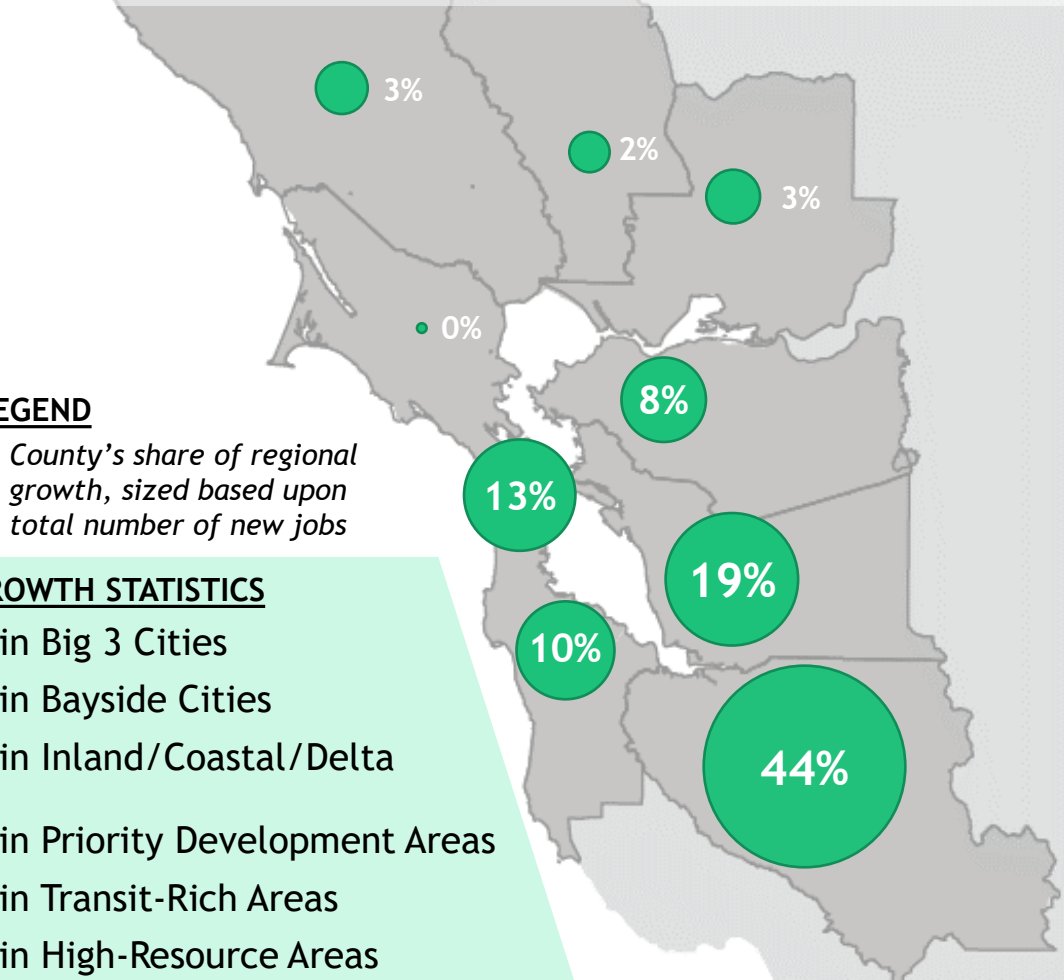 3%
2%
3%
0%
8%
EGEND
County's share of regional
growth, sized based upon
total number of new jobs
13%
19%
ROWTH STATISTICS
in Big 3 Cities
10%
in Bayside Cities
in Inland/Coastal/Delta
44%
in Priority Development Areas
in Transit-Rich Areas
in High-Resource Areas